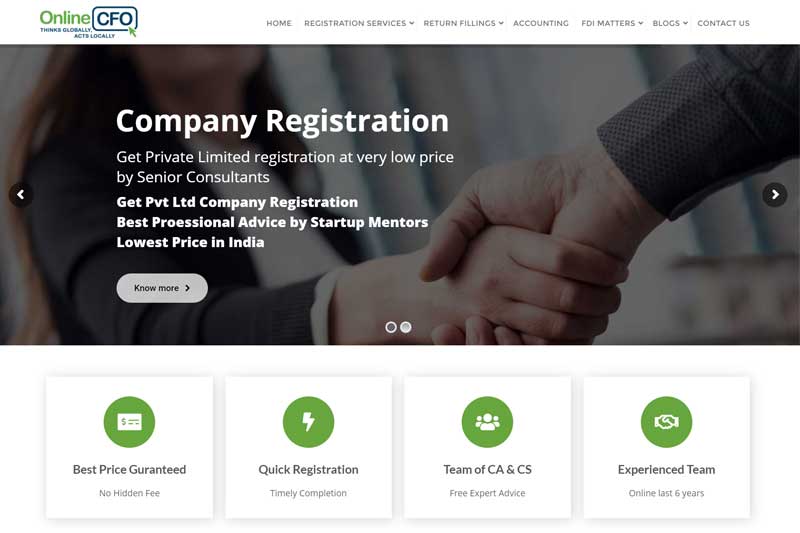 Online CFO
THINKS GLOBALLY,
ACTS LOCALLY
HOME REGISTRATION SERVICES RETURN FILLINGS ACCOUNTING FDI MATTERS BLOGS CONTACT US
Company Registration
Get Private Limited registration at very low price
by Senior Consultants
Get Pvt Ltd Company Registration
Best Proessional Advice by Startup Mentors
Lowest Price in India
Know more
Best Price Guranteed
No Hidden Fee
Quick Registration
Timely Completion
Team of CA & CS
Free Expert Advice
Experienced Team
Online last 6 years